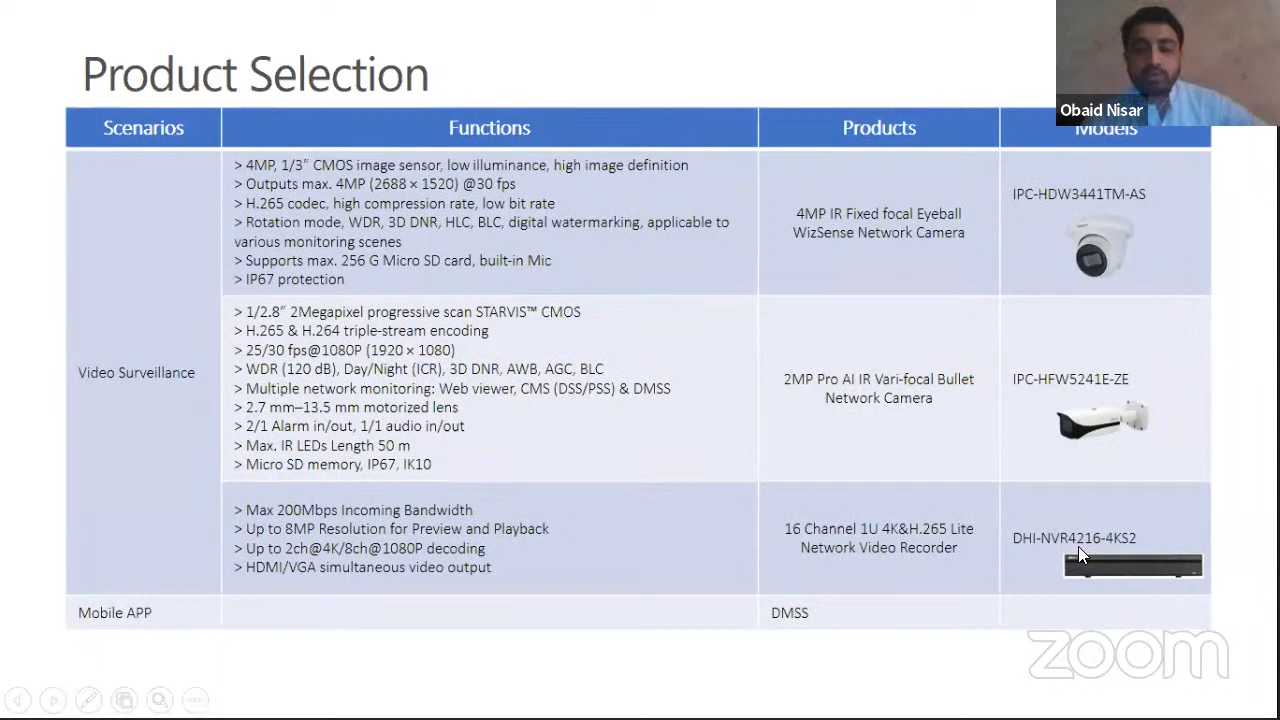 Product Selection
Obaid Nisar
Scenarios
Functions
Products
Models
Video Surveillance
> 4MP, 1/3” CMOS image sensor, low illuminance, high image definition
> Outputs max. 4MP (2688 × 1520) @30 fps
> H.265 codec, high compression rate, low bit rate
> Rotation mode, WDR, 3D DNR, HLC, BLC, digital watermarking, applicable to
various monitoring scenes
> Supports max. 256 G Micro SD card, built-in Mic
> IP67 protection
4MP IR Fixed focal Eyeball
WizSense Network Camera
IPC-HDW3441TM-AS
> 1/2.8” 2Megapixel progressive scan STARVIS™ CMOS
> H.265 & H.264 triple-stream encoding
> 25/30 fps@1080P (1920 × 1080)
> WDR (120 dB), Day/Night (ICR), 3D DNR, AWB, AGC, BLC
> Multiple network monitoring: Web viewer, CMS (DSS/PSS) & DMSS
> 2.7 mm–13.5 mm motorized lens
> 2/1 Alarm in/out, 1/1 audio in/out
> Max. IR LEDs Length 50 m
> Micro SD memory, IP67, IK10
2MP Pro AI IR Vari-focal Bullet
Network Camera
IPC-HFW5241E-ZE
> Max 200Mbps Incoming Bandwidth
> Up to 8MP Resolution for Preview and Playback
> Up to 2ch@4K/8ch@1080P decoding
> HDMI/VGA simultaneous video output
16 Channel 1U 4K&H.265 Lite
Network Video Recorder
DHI-NVR4216-4KS2
Mobile APP
DMSS
zoom